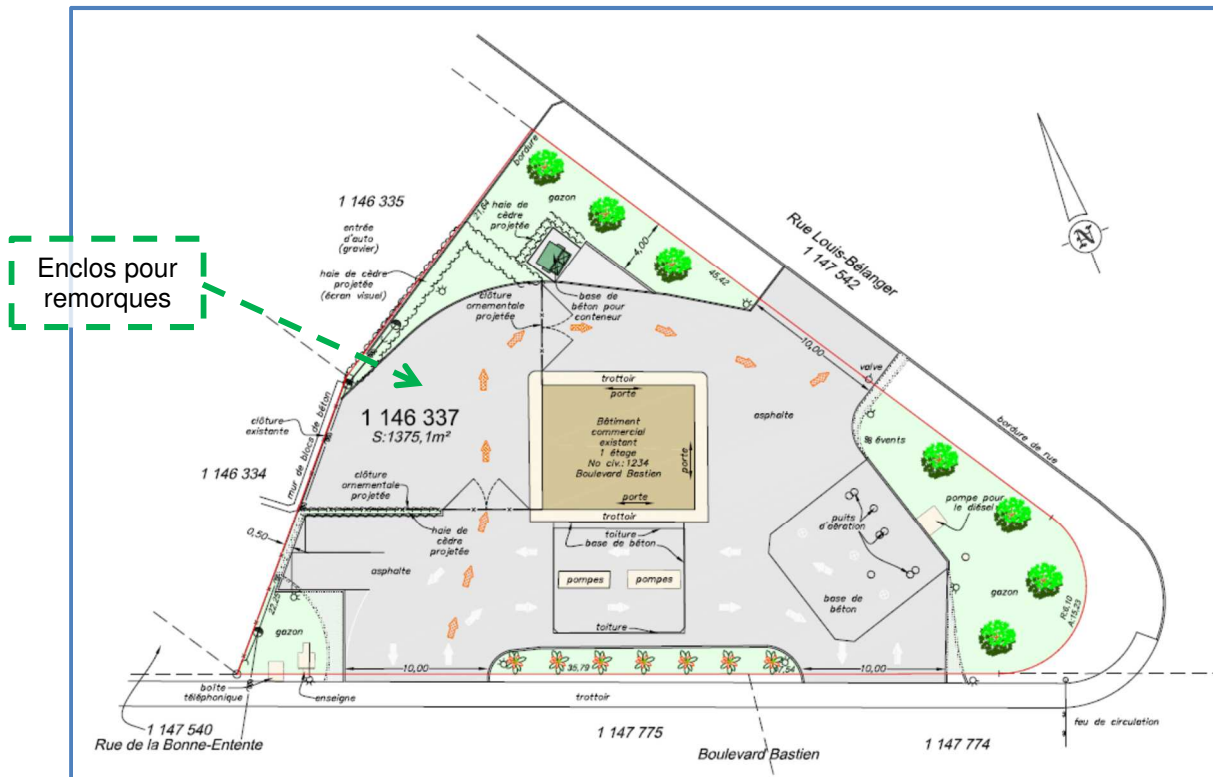 Enclos pour
remorques
1 146 335
entrée
d'auto
(gravier)
haie de
cèdre
projetée
(écran visuel)
bordure
21,64
gazon
haie de
cèdre
projetée
4,00
45,42
Rue Louis-Bélanger
1 147 542
N
clôture
ornementale
projetée
base de
béton pour
conteneur
10,00
valve
bordure de rue
trottoir
porte
Bâtiment
commercial
existant
1 étage
No civ.: 1234
Boulevard Bastien
porte
porte
trottoir
asphalte
évents
1 146 337
S:1375,1m²
clôture
existante
mur de blocs de béton
1 146 334
clôture
ornementale
projetée
haie de
cèdre
projetée
0,50
22,25
asphalte
toiture
base de béton
pompes
pompes
toiture
puits
d'aération
pompe pour
le diésel
base de
béton
gazon
R:6,10
A:15,23
gazon
10,00
35,79
10,00
boîte
téléphonique
enseigne
trottoir
feu de circulation
1 147 540
Rue de la Bonne-Entente
1 147 775
Boulevard Bastien
1 147 774